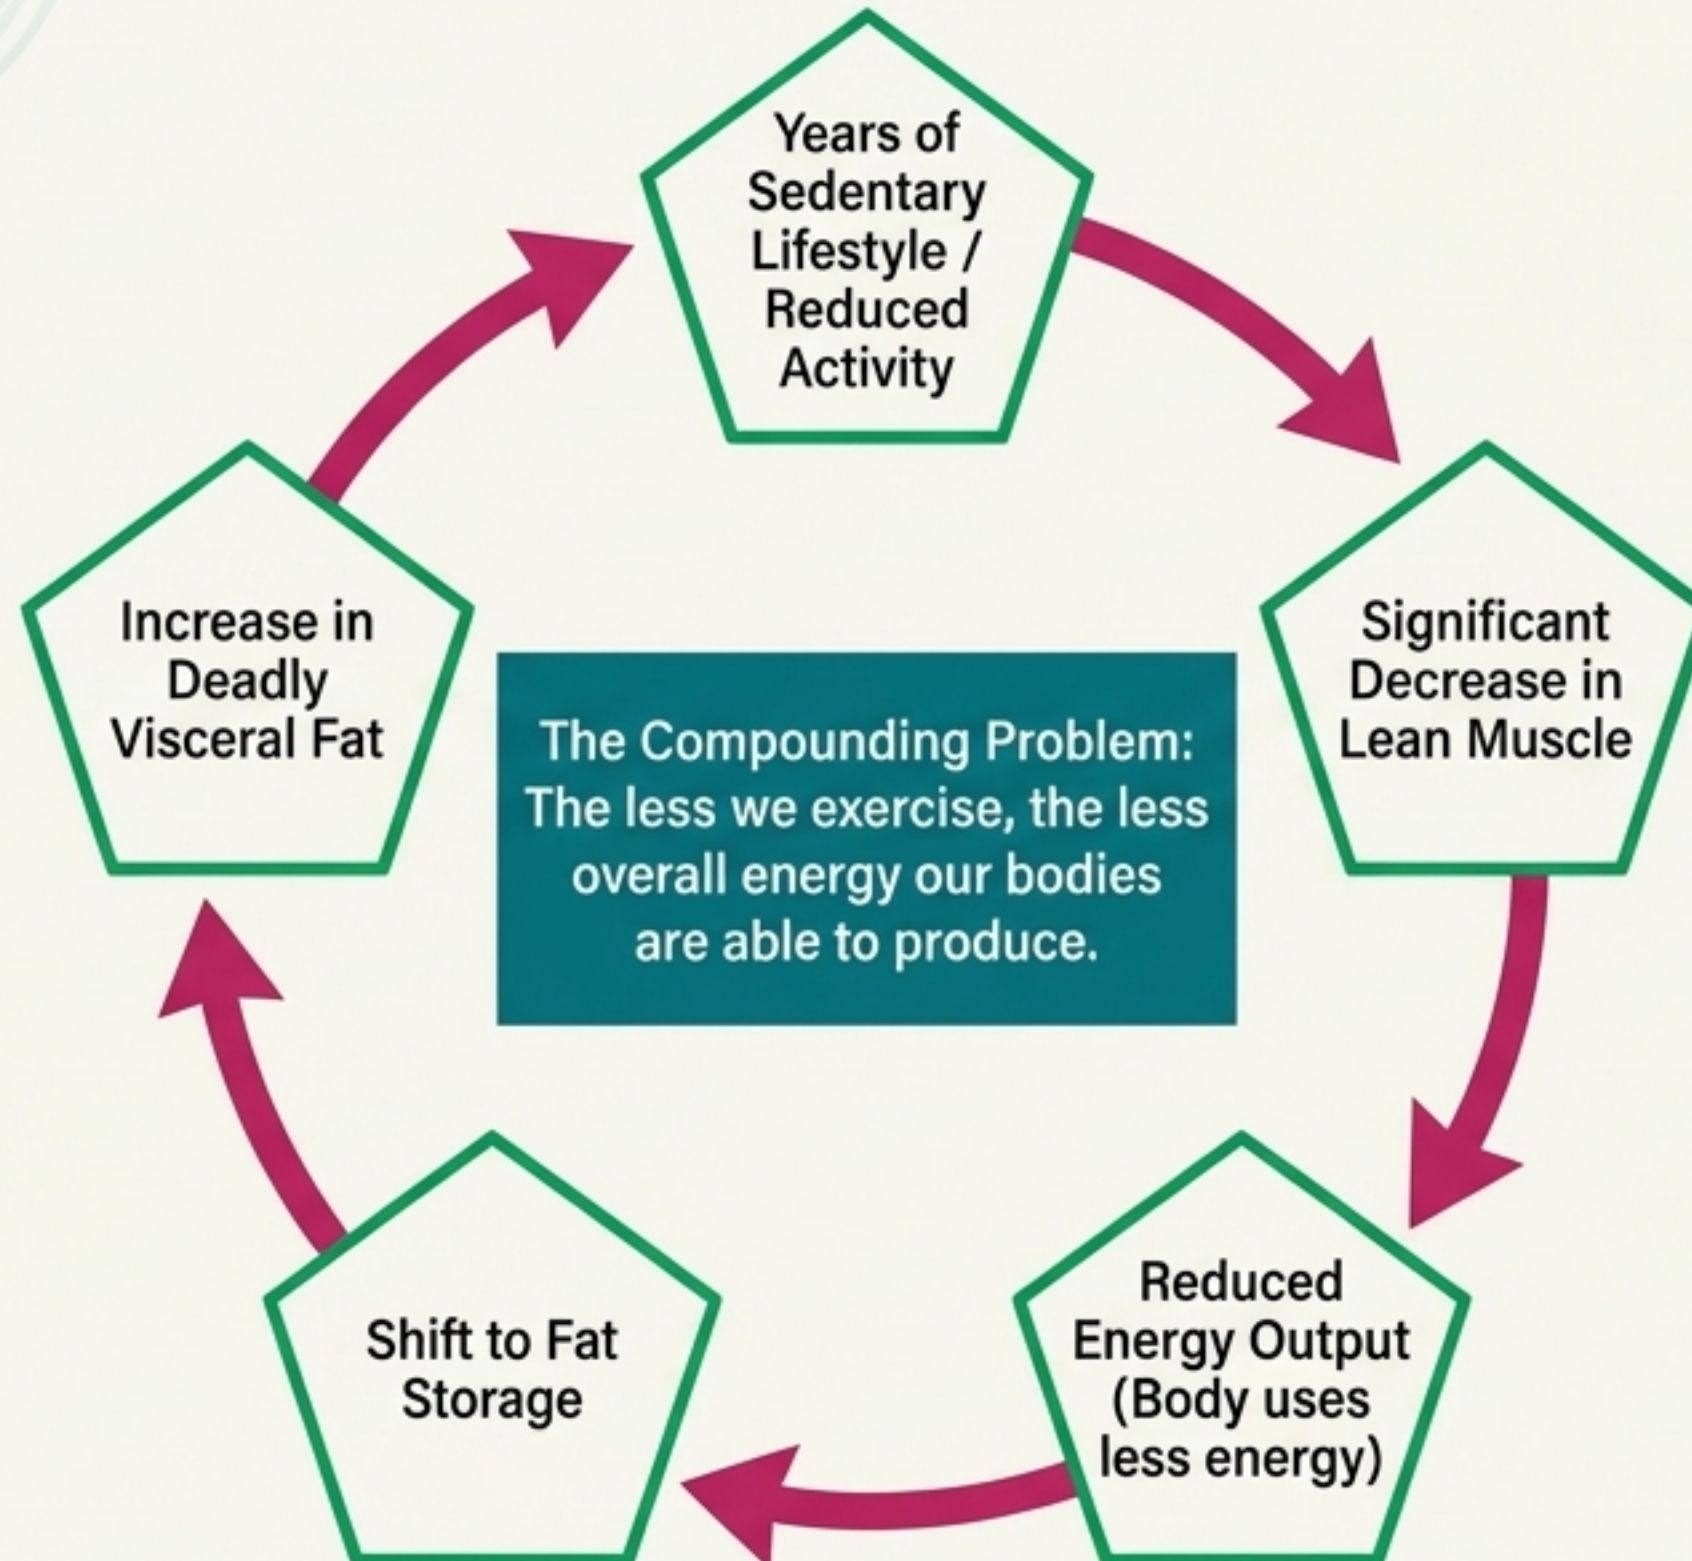 Years of
Sedentary
Lifestyle /
Reduced
Activity
Significant
Decrease in
Lean Muscle
Reduced
Energy Output
(Body uses
less energy)
Shift to Fat
Storage
Increase in
Deadly
Visceral Fat
The Compounding Problem:
The less we exercise, the less
overall energy our bodies
are able to produce.